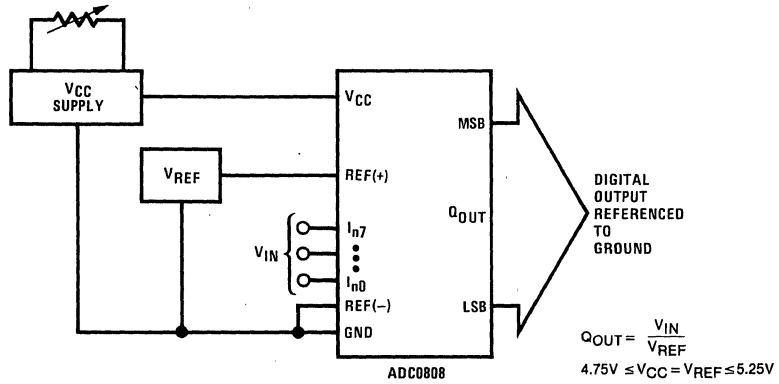 VCC
SUPPLY
VREF
VIN
VCC
REF(+)
In7
In0
REF(−)
GND
MSB
QOUT
LSB
ADC0808
DIGITAL
OUTPUT
REFERENCED
TO
GROUND
QOUT = VIN / VREF
4.75V ≤ VCC = VREF ≤ 5.25V